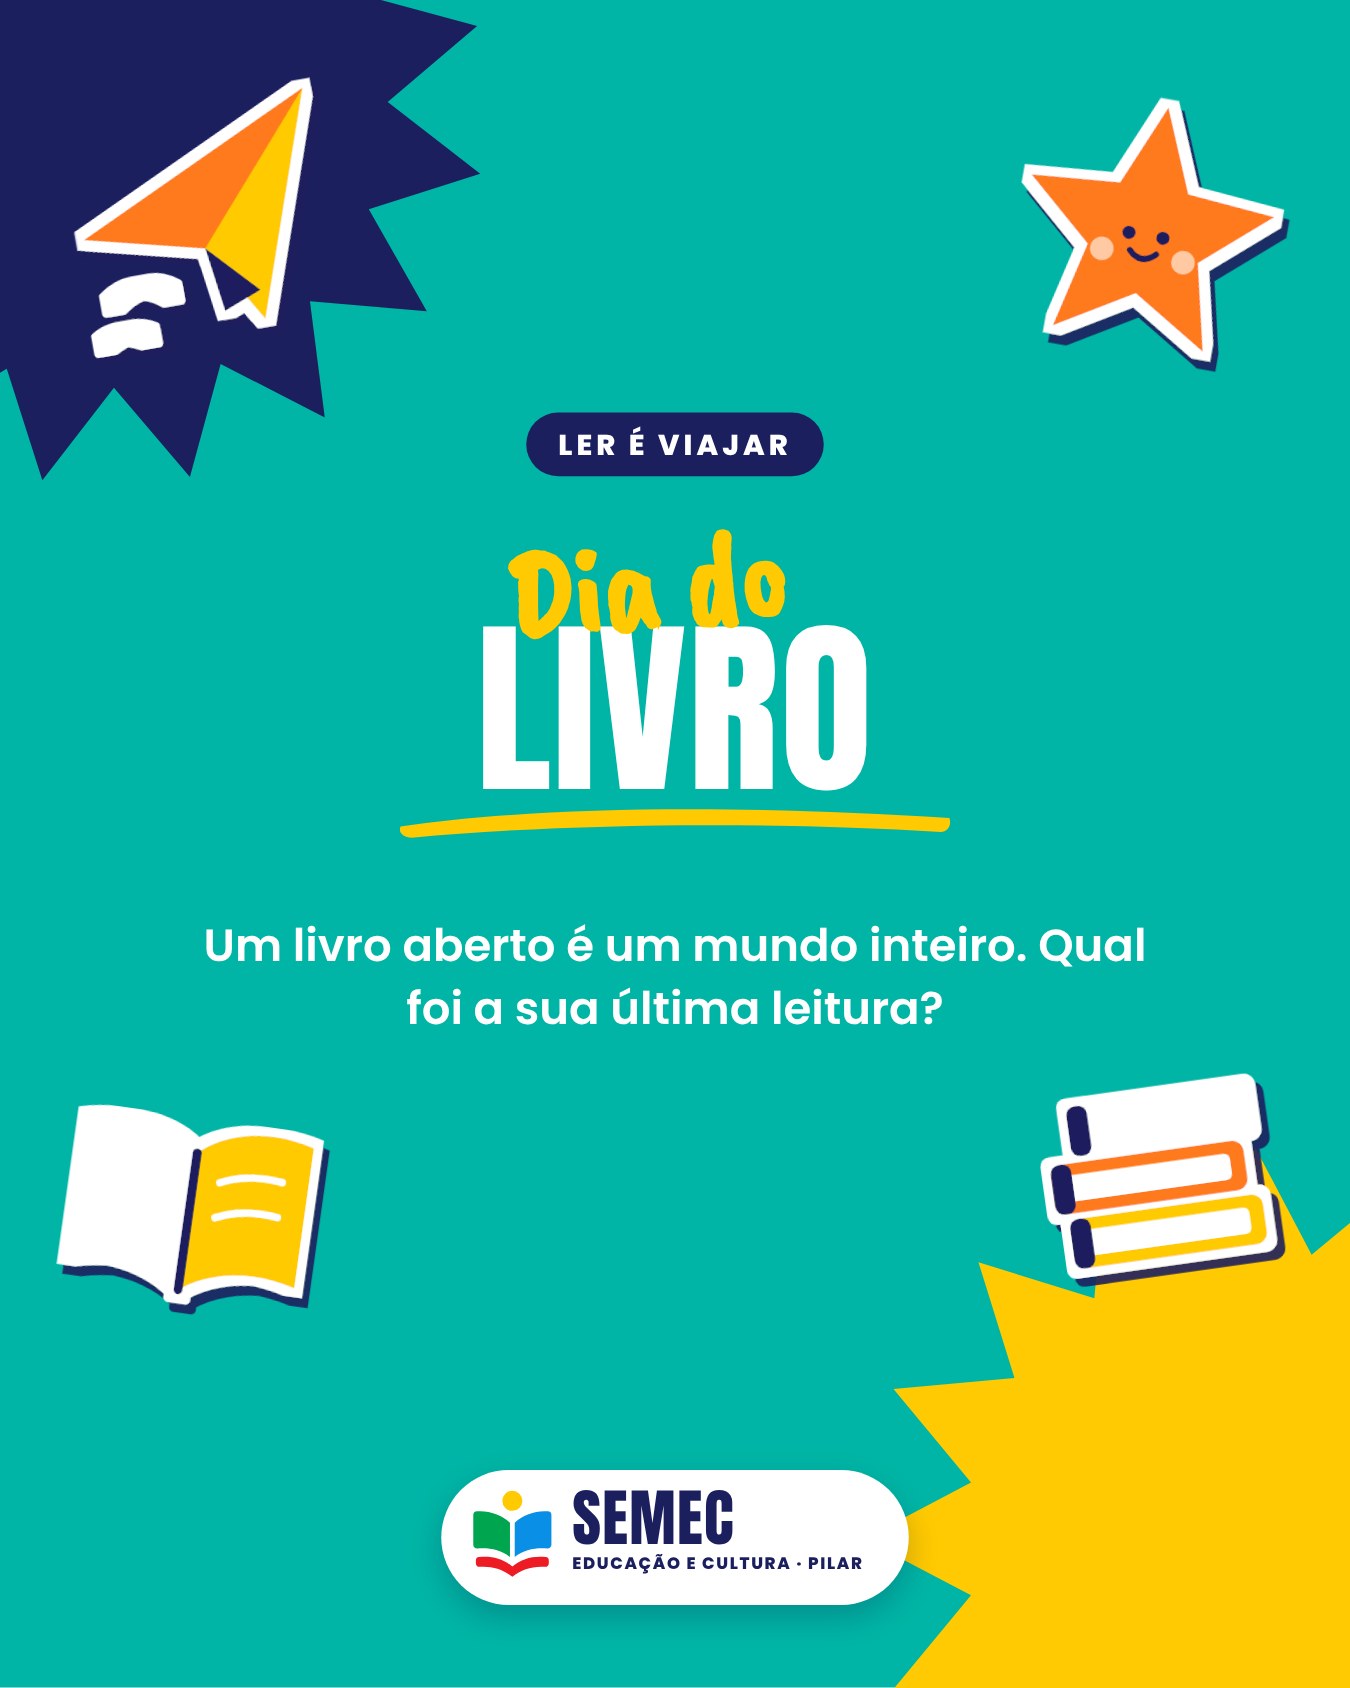 LER É VIAJAR
Dia do
LIVRO
Um livro aberto é um mundo inteiro. Qual
foi a sua última leitura?
SEMEC
EDUCAÇÃO E CULTURA · PILAR